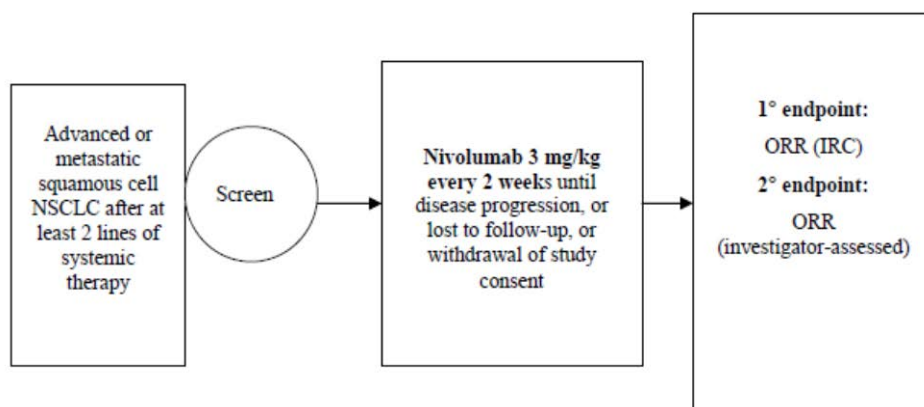 Advanced or
metastatic
squamous cell
NSCLC after at
least 2 lines of
systemic
therapy
Screen
Nivolumab 3 mg/kg
every 2 weeks until
disease progression, or
lost to follow-up, or
withdrawal of study
consent
1° endpoint:
ORR (IRC)
2° endpoint:
ORR
(investigator-assessed)